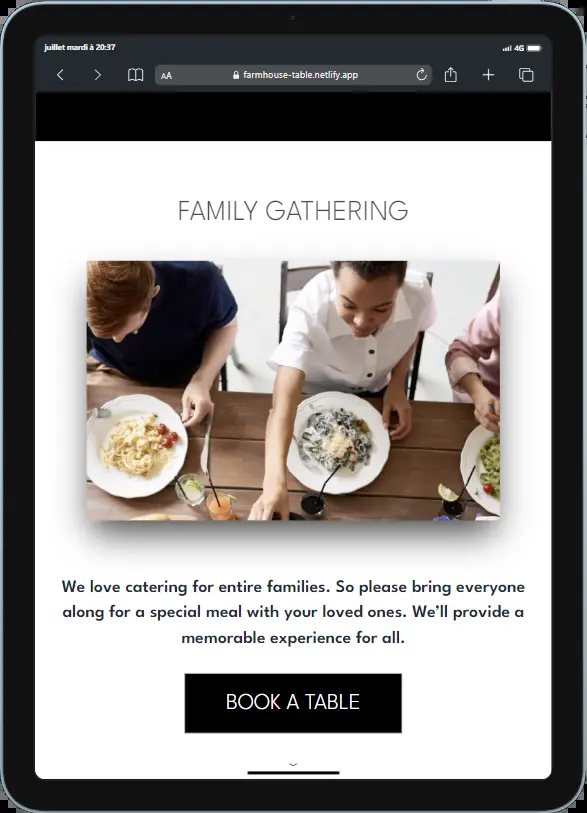 juillet mardi à 20:37
4G
AA farmhouse-table.netlify.app
FAMILY GATHERING
We love catering for entire families. So please bring everyone
along for a special meal with your loved ones. We’ll provide a
memorable experience for all.
BOOK A TABLE